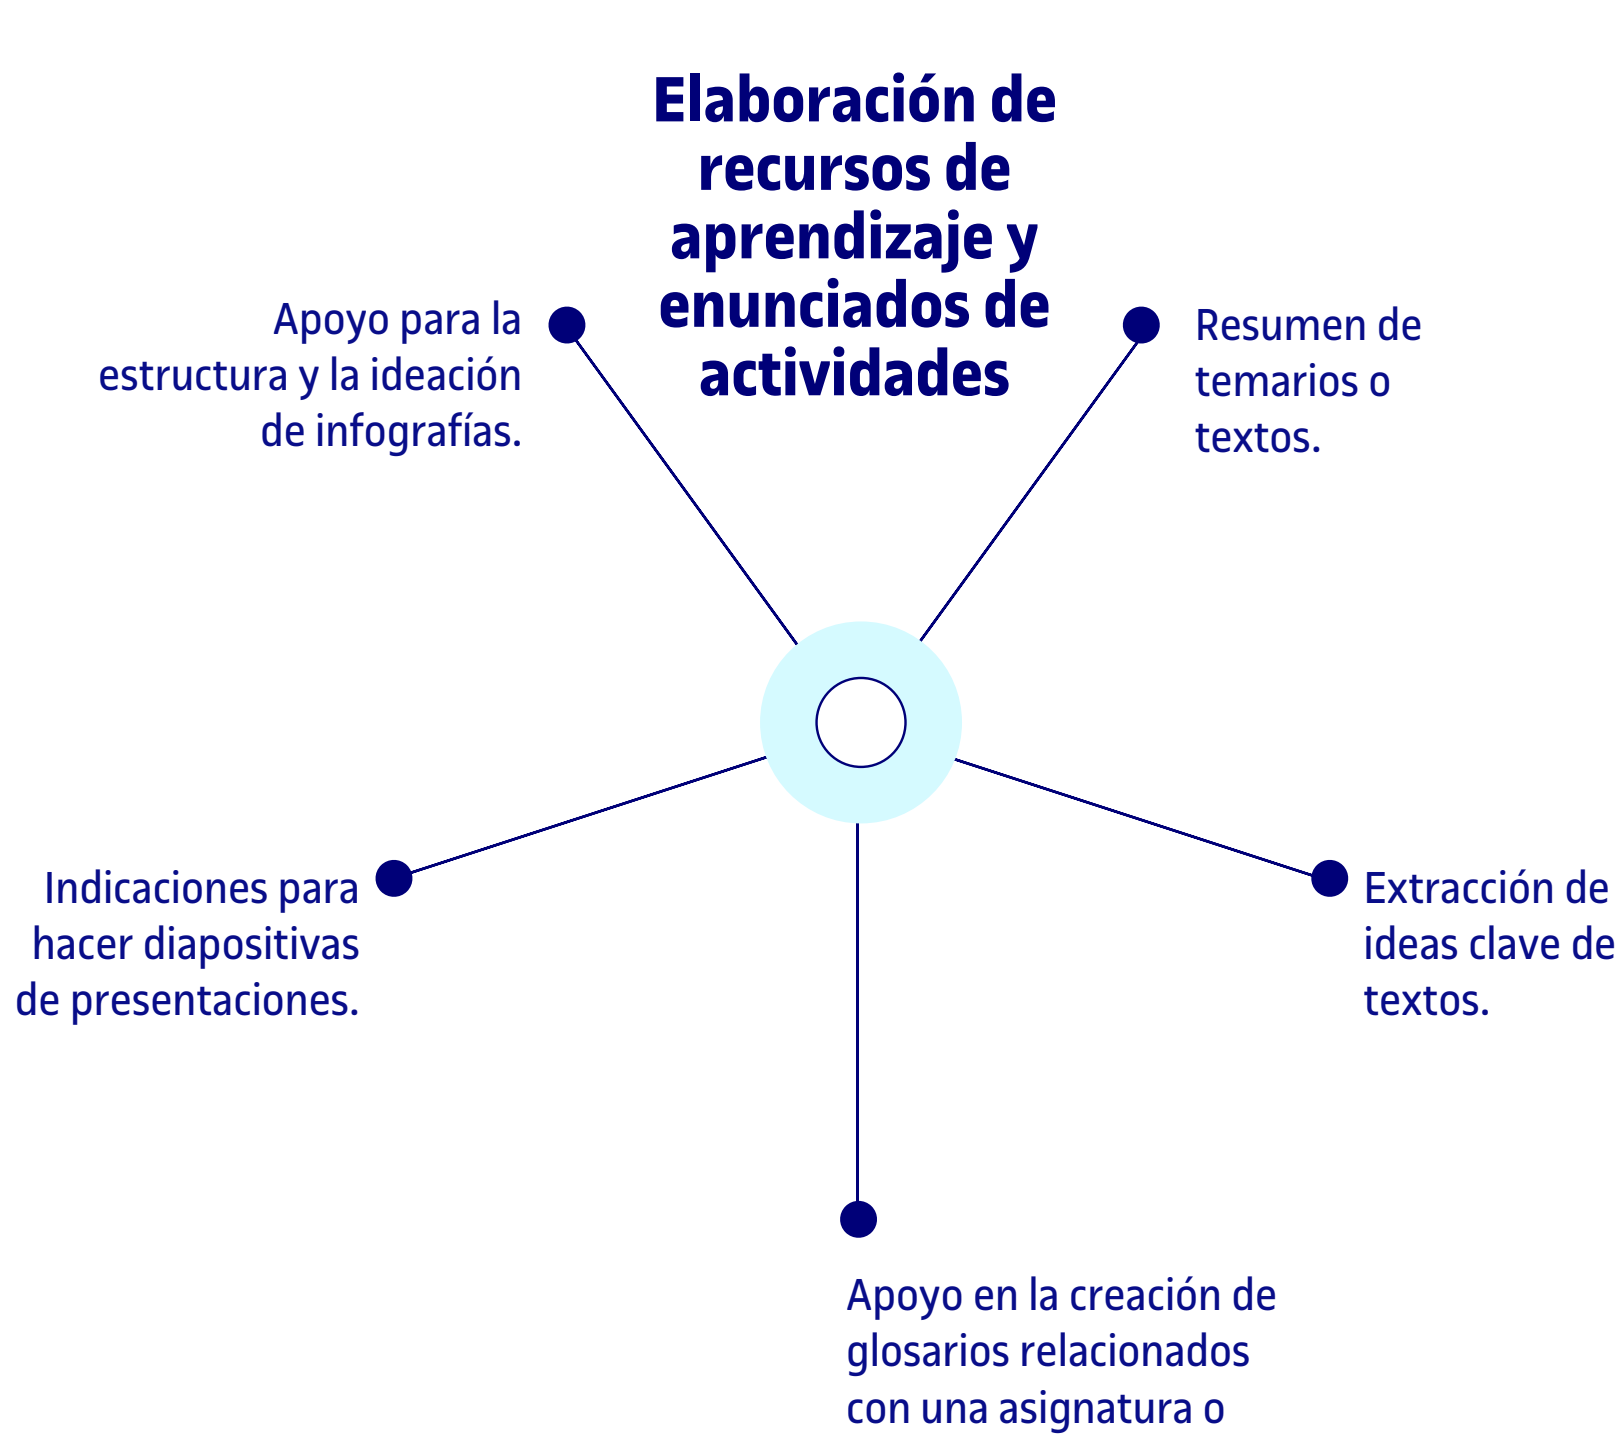 Elaboración de
recursos de
aprendizaje y
enunciados de
actividades
Apoyo para la
estructura y la ideación
de infografías.
Resumen de
temarios o
textos.
Indicaciones para
hacer diapositivas
de presentaciones.
Extracción de
ideas clave de
textos.
Apoyo en la creación de
glosarios relacionados
con una asignatura o